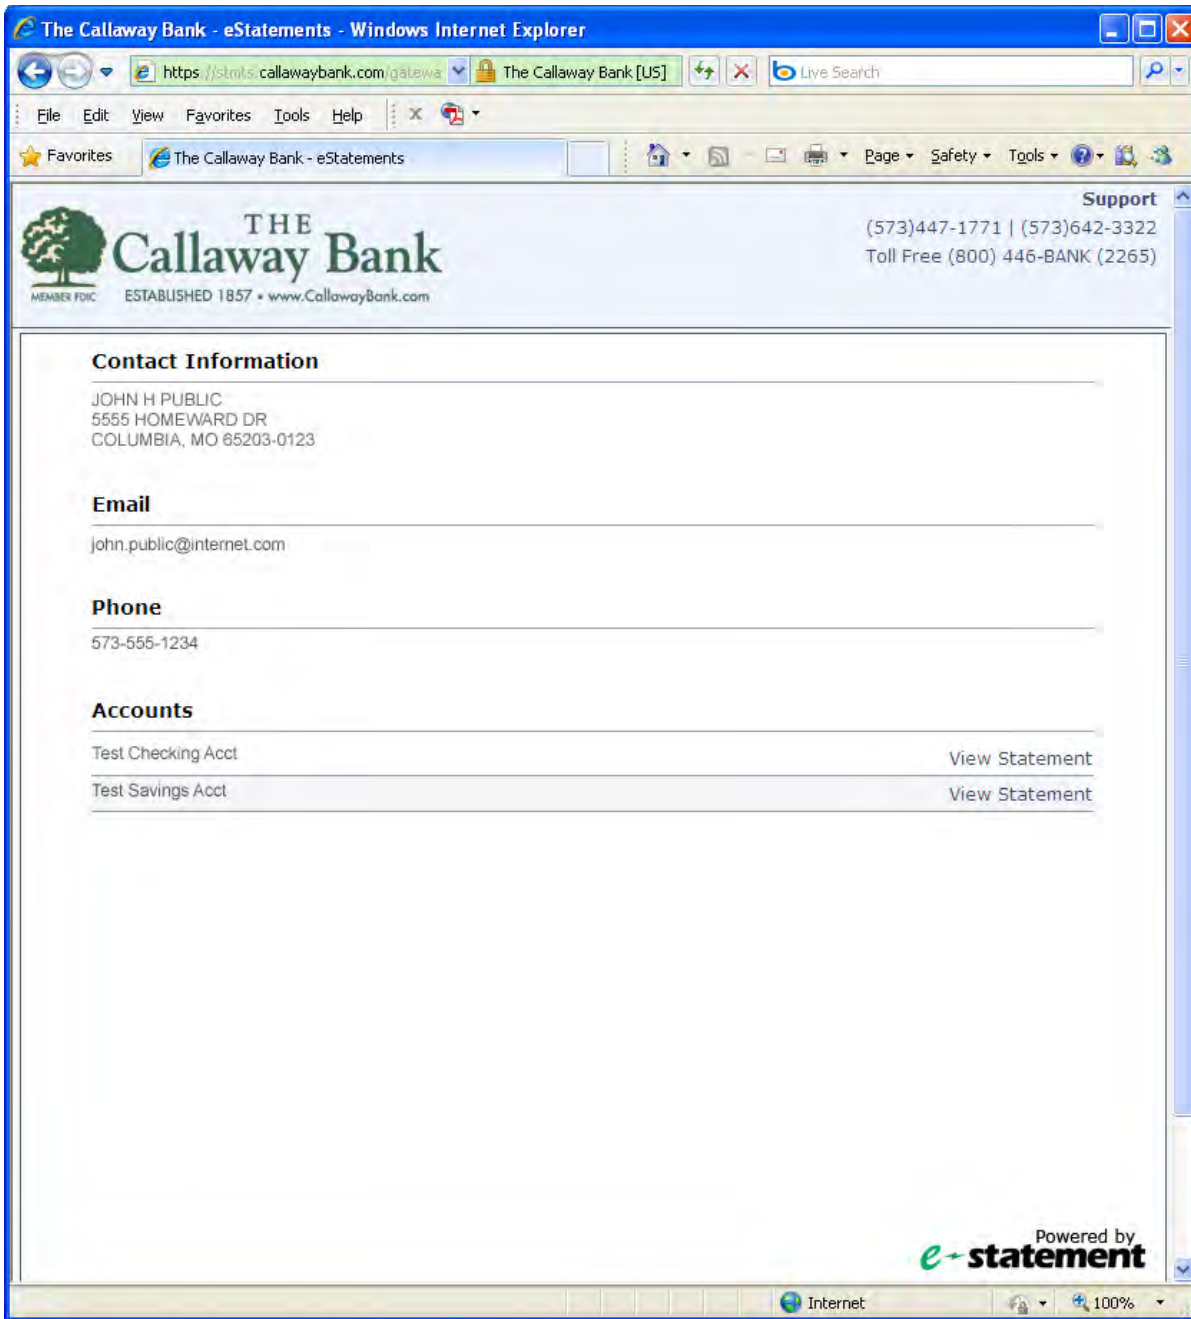 The Callaway Bank - eStatements - Windows Internet Explorer
https://stmts.callawaybank.com/gatewa The Callaway Bank [US] Live Search
File Edit View Favorites Tools Help
Favorites The Callaway Bank - eStatements Page Safety Tools
Support
(573)447-1771 | (573)642-3322
Toll Free (800) 446-BANK (2265)
THE
Callaway Bank
MEMBER FDIC ESTABLISHED 1857 • www.CallawayBank.com
Contact Information
JOHN H PUBLIC
5555 HOMEWARD DR
COLUMBIA, MO 65203-0123
Email
john.public@internet.com
Phone
573-555-1234
Accounts
Test Checking Acct View Statement
Test Savings Acct View Statement
Powered by
e-statement
Internet 100%